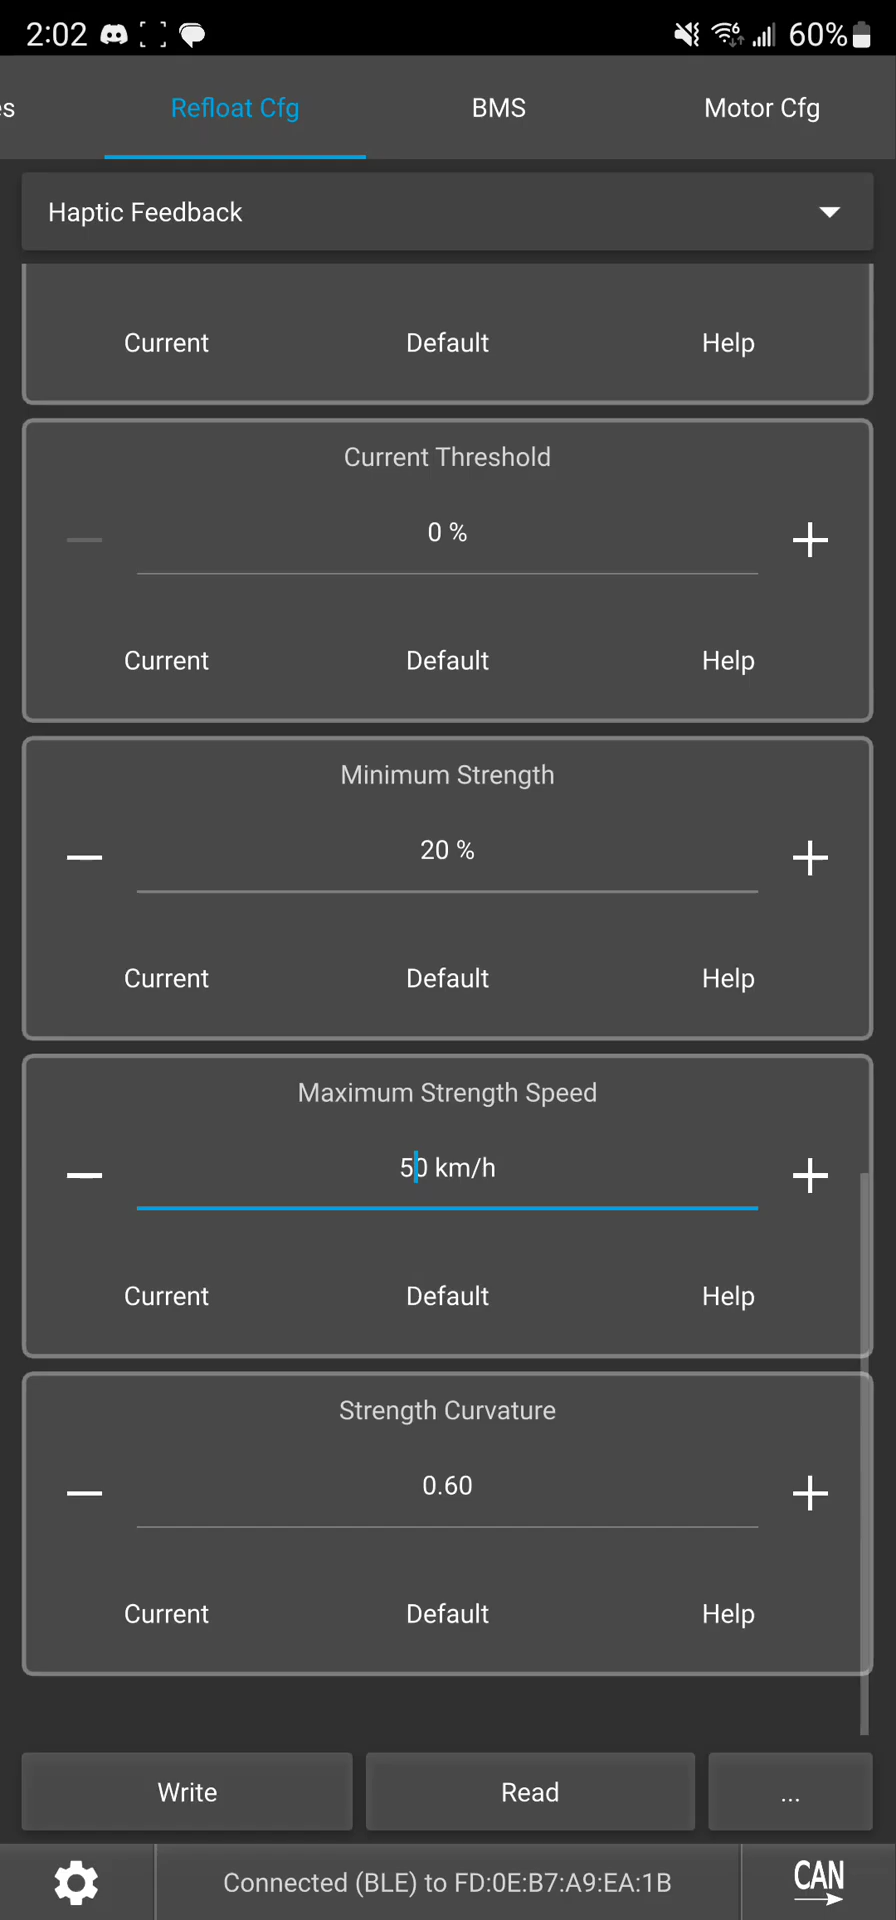 2:02 60%
es Refloat Cfg BMS Motor Cfg
Haptic Feedback
Current Default Help
Current Threshold
0 %
Current Default Help
Minimum Strength
20 %
Current Default Help
Maximum Strength Speed
50 km/h
Current Default Help
Strength Curvature
0.60
Current Default Help
Write Read ...
Connected (BLE) to FD:0E:B7:A9:EA:1B CAN